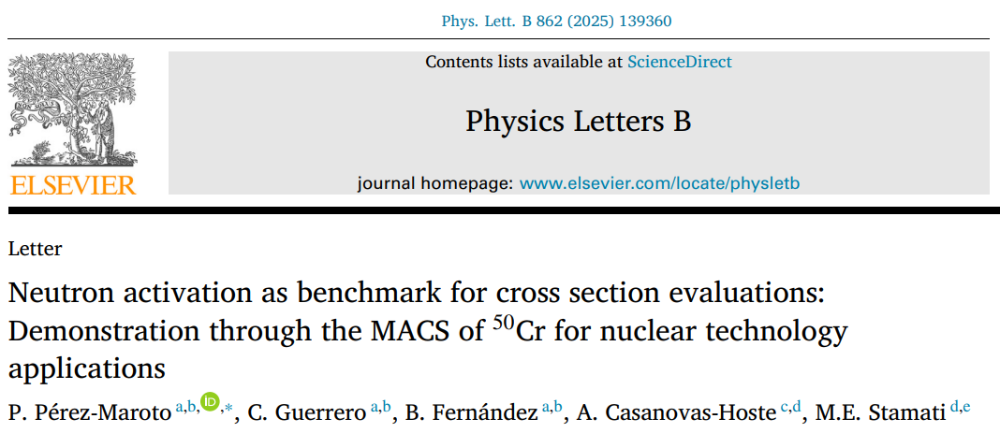 Phys. Lett. B 862 (2025) 139360
Contents lists available at ScienceDirect
Physics Letters B
ELSEVIER
journal homepage: www.elsevier.com/locate/physletb
Letter
Neutron activation as benchmark for cross section evaluations:
Demonstration through the MACS of ⁵⁰Cr for nuclear technology
applications
P. Pérez-Maroto a,b, iD,*, C. Guerrero a,b, B. Fernández a,b, A. Casanovas-Hoste c,d, M.E. Stamati d,e